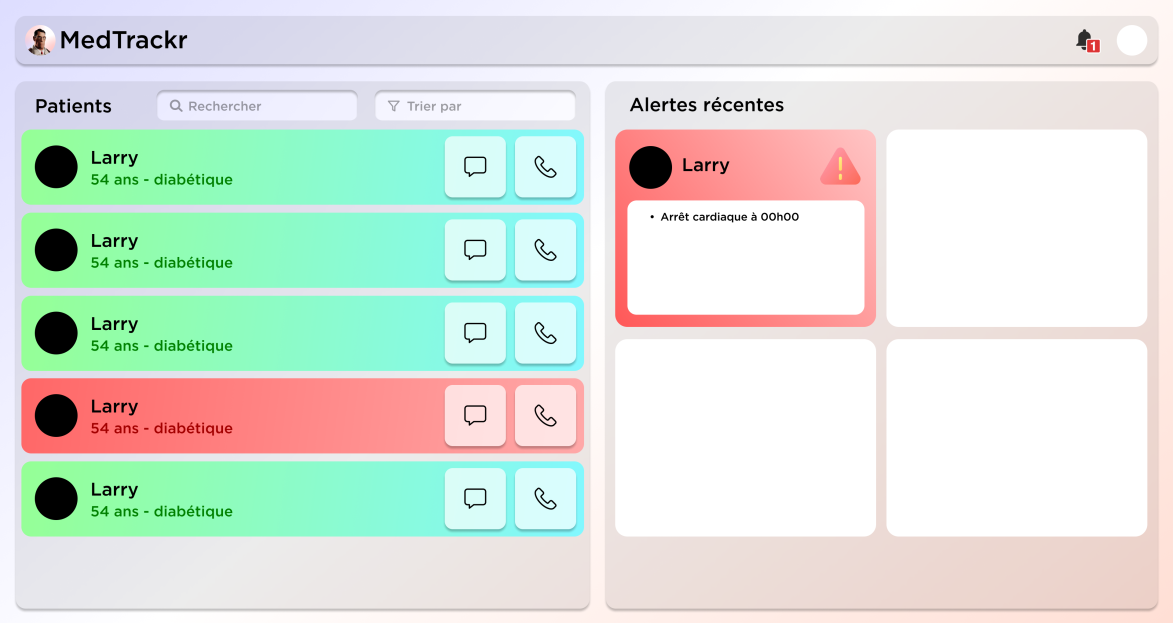 MedTrackr
1
Patients
Rechercher
Trier par
Larry
54 ans - diabétique
Larry
54 ans - diabétique
Larry
54 ans - diabétique
Larry
54 ans - diabétique
Larry
54 ans - diabétique
Alertes récentes
Larry
• Arrêt cardiaque à 00h00